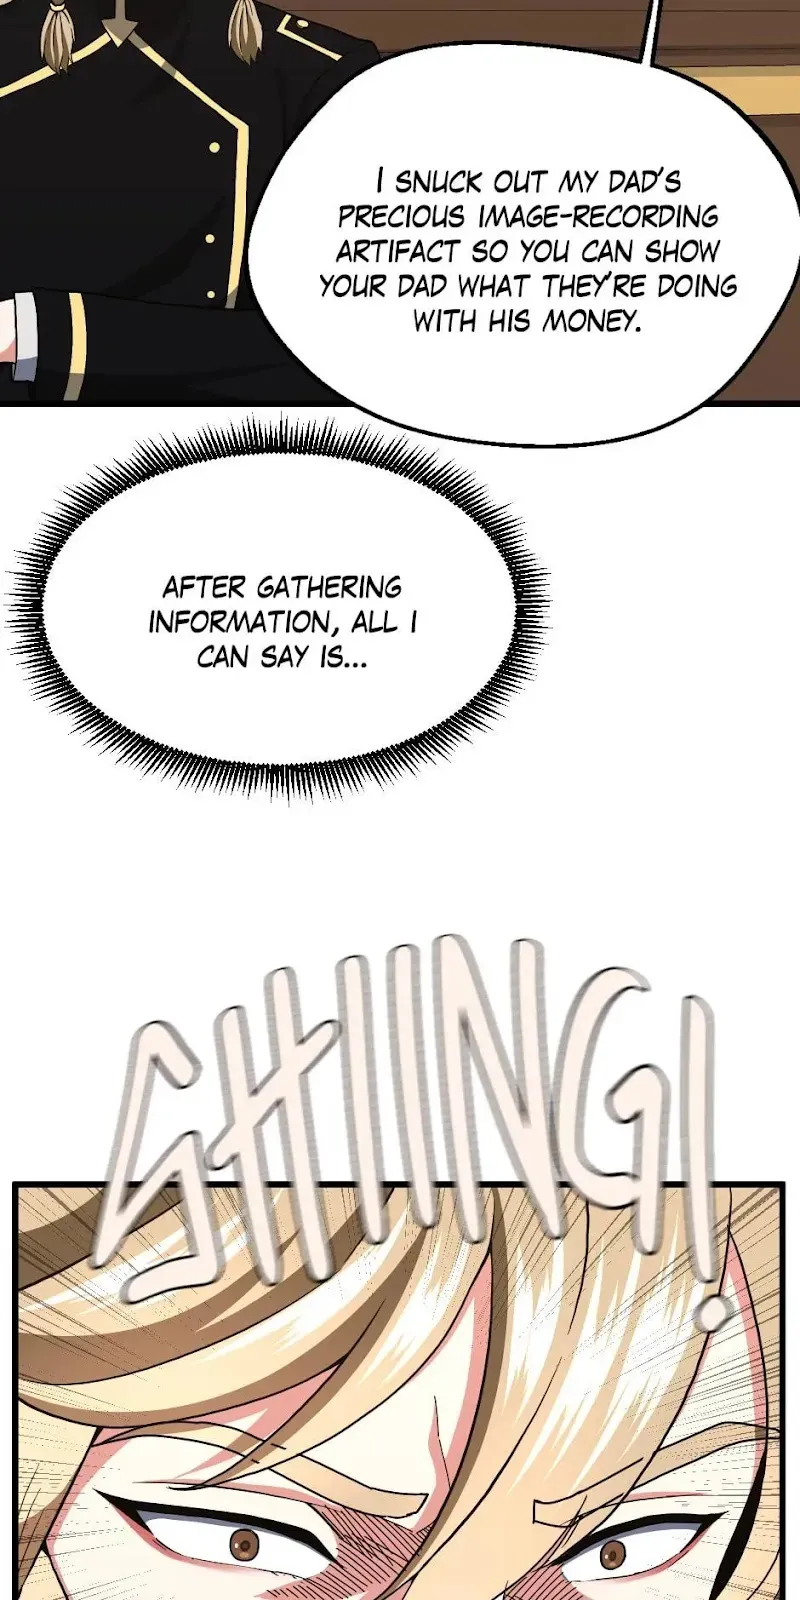 I SNUCK OUT MY DAD'S
PRECIOUS IMAGE-RECORDING
ARTIFACT SO YOU CAN SHOW
YOUR DAD WHAT THEY'RE DOING
WITH HIS MONEY.
AFTER GATHERING
INFORMATION, ALL I
CAN SAY IS...
SHIING!